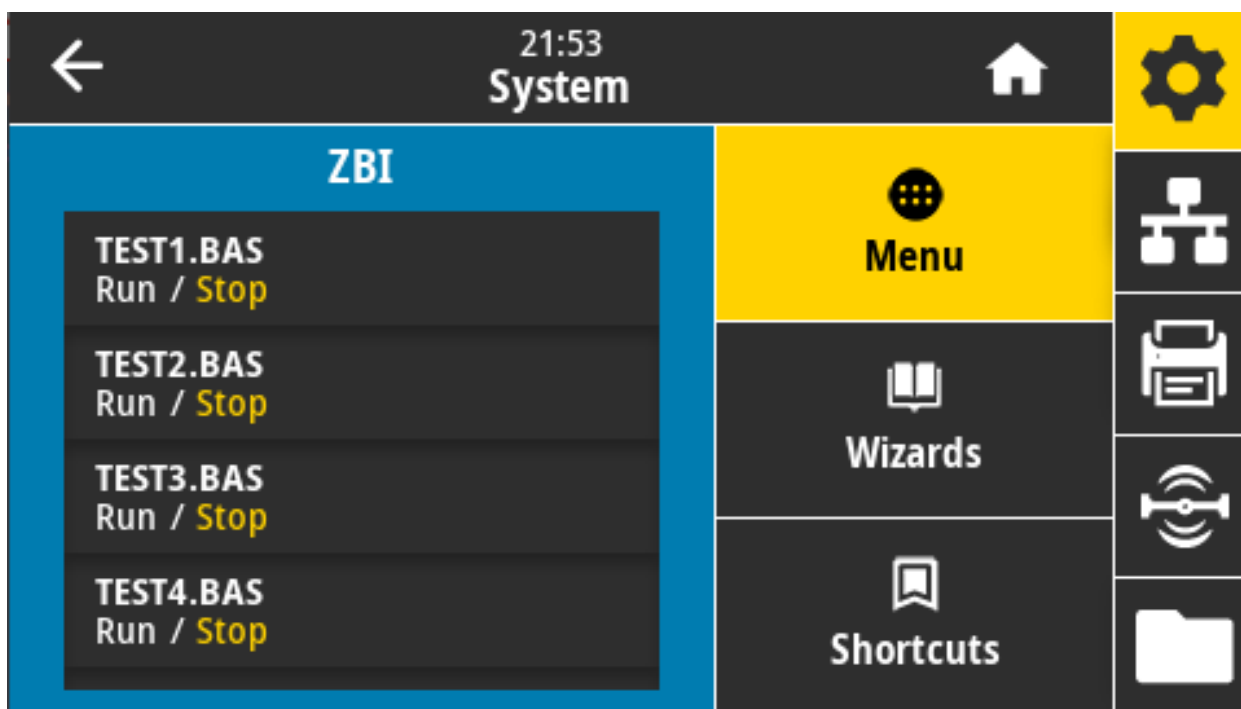 21:53
System
ZBI
TEST1.BAS
Run / Stop
TEST2.BAS
Run / Stop
TEST3.BAS
Run / Stop
TEST4.BAS
Run / Stop
Menu
Wizards
Shortcuts